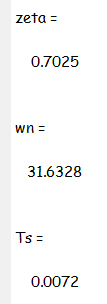 zeta =
0.7025
wn =
31.6328
Ts =
0.0072